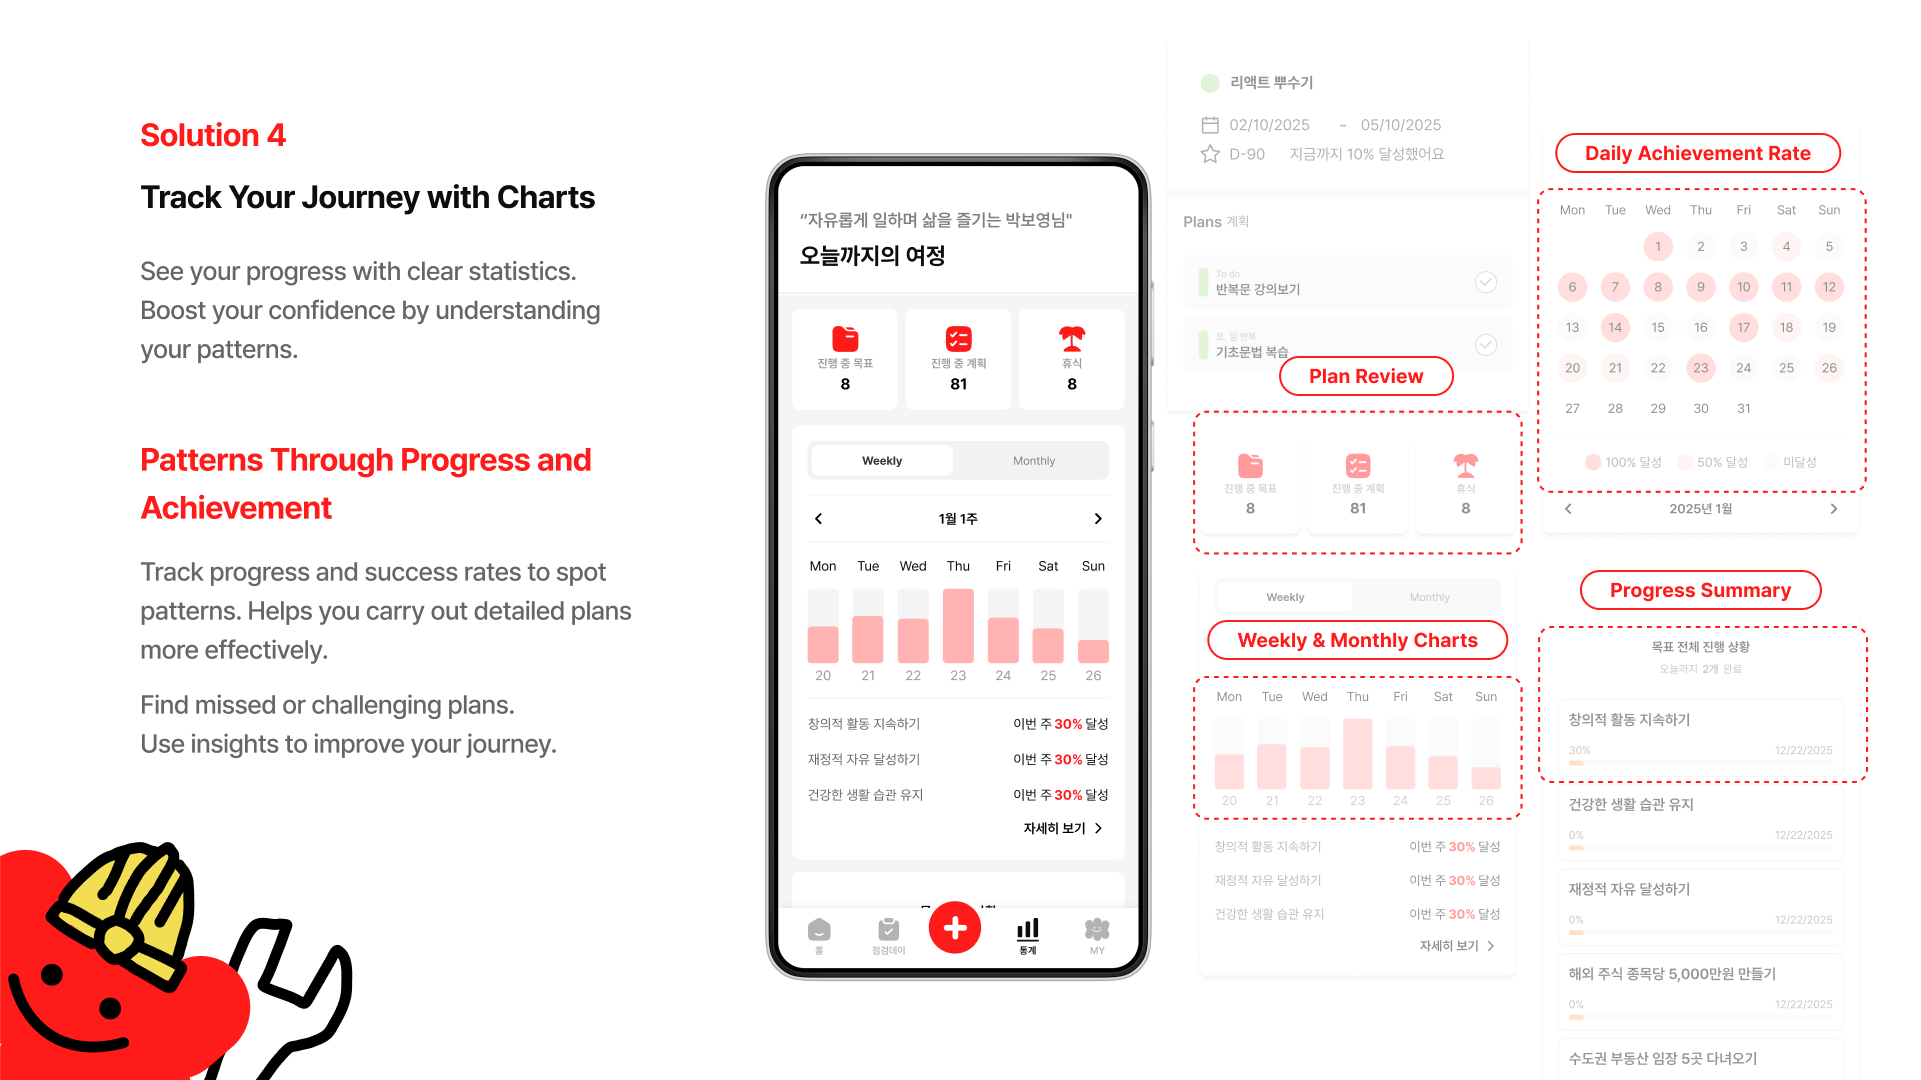 Solution 4
Track Your Journey with Charts
See your progress with clear statistics.
Boost your confidence by understanding
your patterns.
Patterns Through Progress and
Achievement
Track progress and success rates to spot
patterns. Helps you carry out detailed plans
more effectively.
Find missed or challenging plans.
Use insights to improve your journey.
“자유롭게 일하며 삶을 즐기는 박보영님"
오늘까지의 여정
진행 중 목표 진행 중 계획 휴식
8 81 8
Weekly Monthly
1월 1주
Mon Tue Wed Thu Fri Sat Sun
20 21 22 23 24 25 26
창의적 활동 지속하기 이번 주 30% 달성
재정적 자유 달성하기 이번 주 30% 달성
건강한 생활 습관 유지 이번 주 30% 달성
자세히 보기
홈 점검데이 통계 MY
리액트 뿌수기
02/10/2025 ~ 05/10/2025
D-90 지금까지 10% 달성했어요
Plans 계획
To do
반복문 강의보기
토, 일 반복
기초문법 복습
Plan Review
진행 중 목표 진행 중 계획 휴식
8 81 8
Weekly Monthly
Weekly & Monthly Charts
Mon Tue Wed Thu Fri Sat Sun
20 21 22 23 24 25 26
창의적 활동 지속하기 이번 주 30% 달성
재정적 자유 달성하기 이번 주 30% 달성
건강한 생활 습관 유지 이번 주 30% 달성
자세히 보기
Daily Achievement Rate
Mon Tue Wed Thu Fri Sat Sun
1 2 3 4 5
6 7 8 9 10 11 12
13 14 15 16 17 18 19
20 21 22 23 24 25 26
27 28 29 30 31
100% 달성 50% 달성 미달성
2025년 1월
Progress Summary
목표 전체 진행 상황
오늘까지 2개 완료
창의적 활동 지속하기
30% 12/22/2025
건강한 생활 습관 유지
0% 12/22/2025
재정적 자유 달성하기
0% 12/22/2025
해외 주식 종목당 5,000만원 만들기
0% 12/22/2025
수도권 부동산 임장 5곳 다녀오기